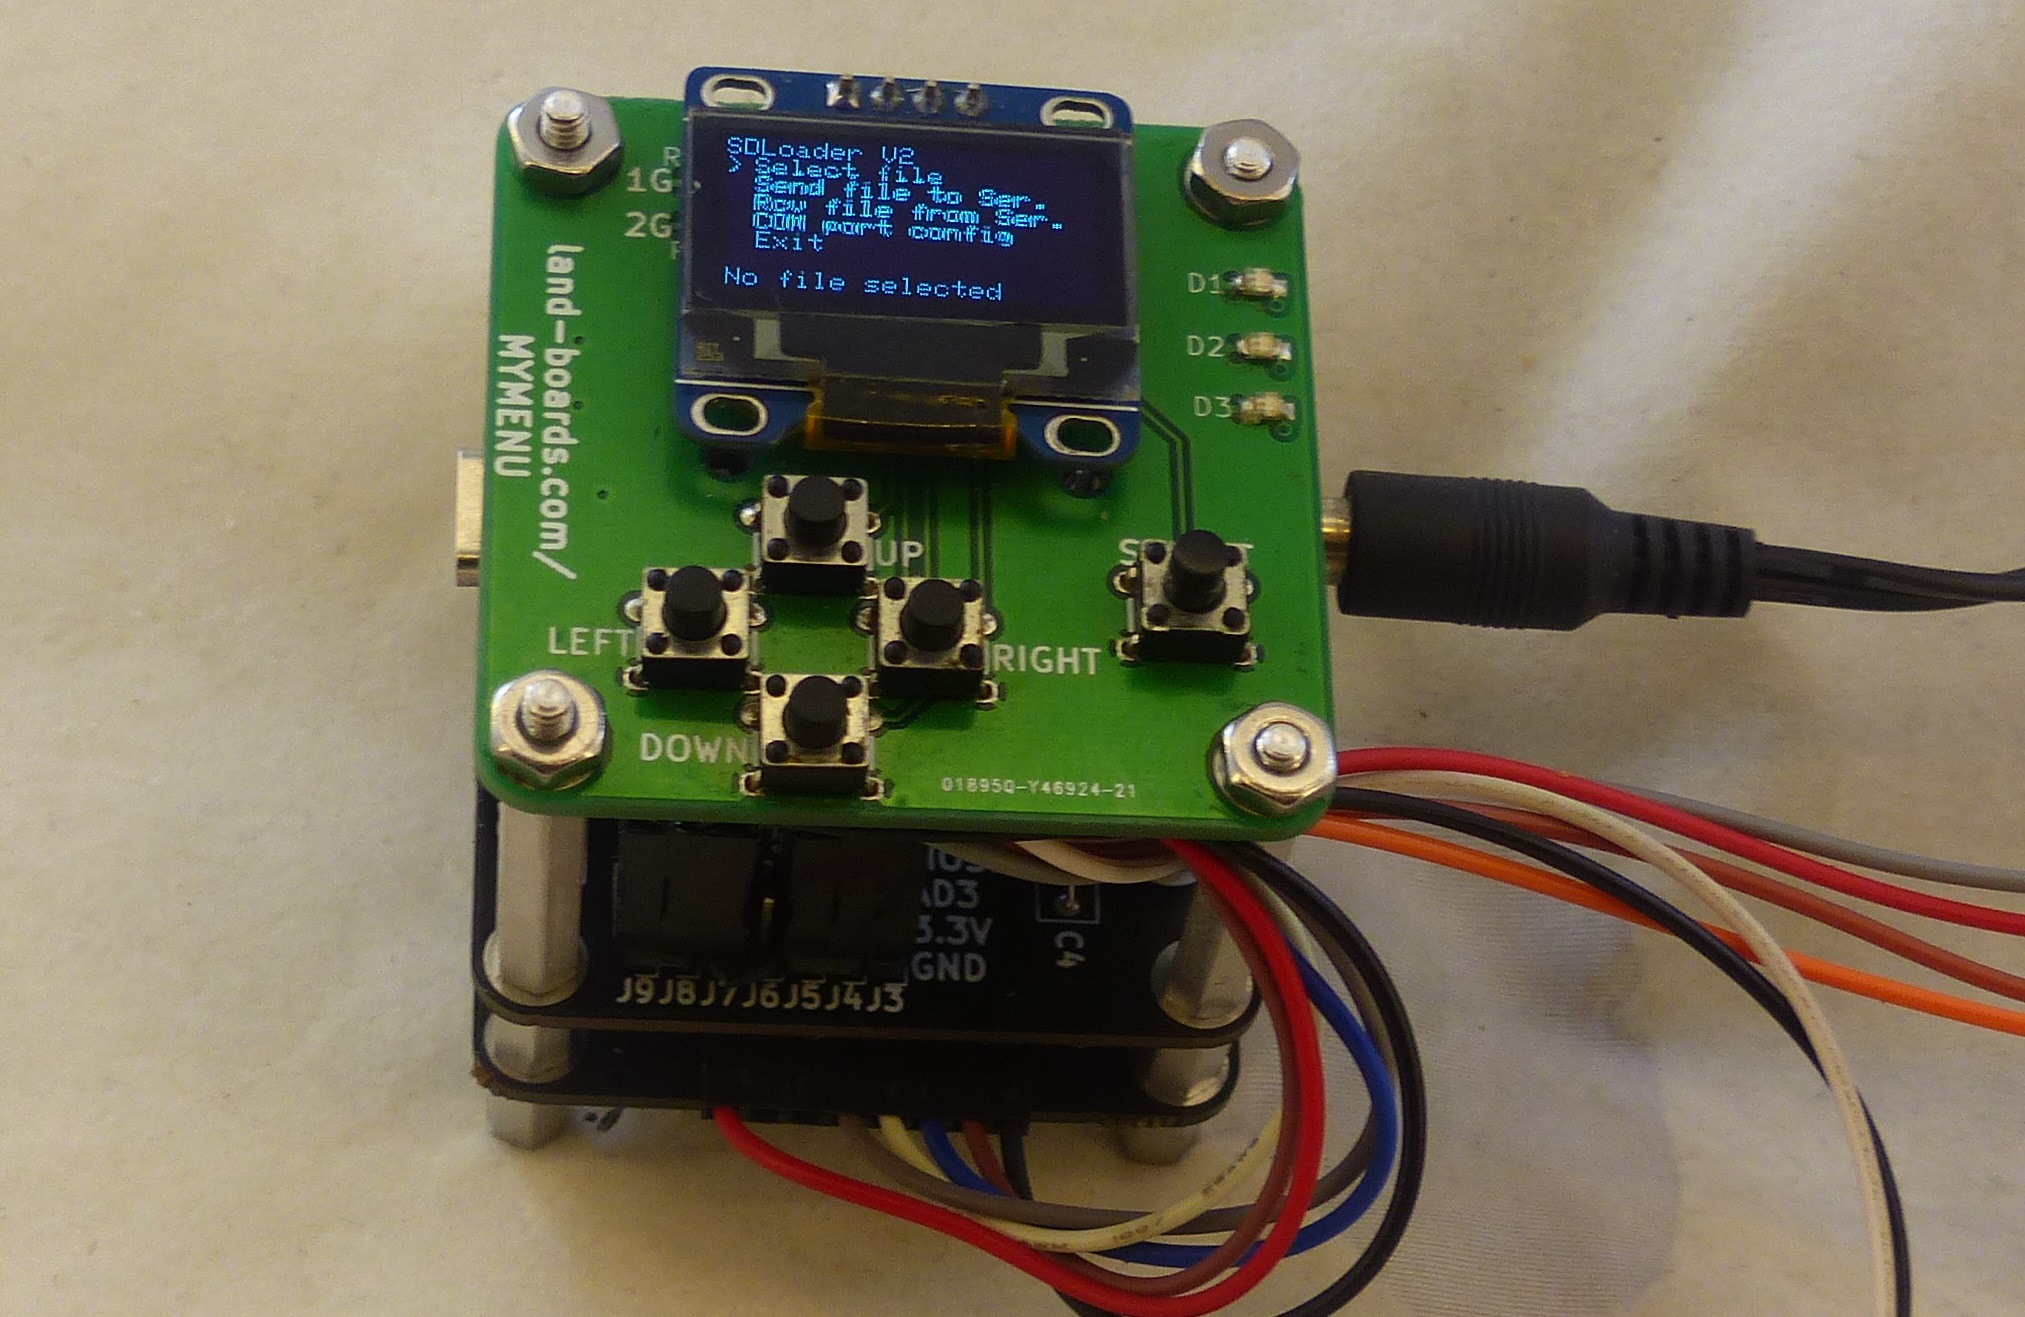 SDLoader V2
> Select file
Send file to Ser.
Rcv file from Ser.
COM port config
Exit
No file selected
R
1G
2G
land-boards.com/
MYMENU
D1
D2
D3
UP
LEFT
RIGHT
DOWN
01895Q-Y46924-21
AD3
3.3V
GND
C4
J9J8J7J6J5J4J3